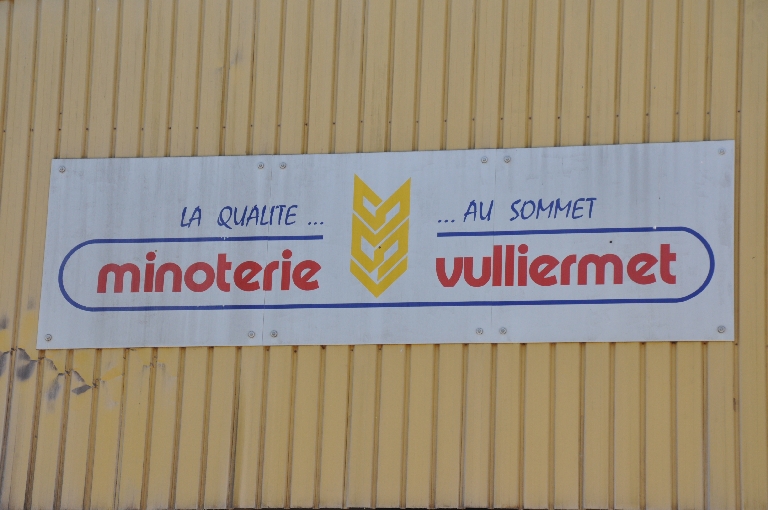 LA QUALITE ... ... AU SOMMET
minoterie vulliermet